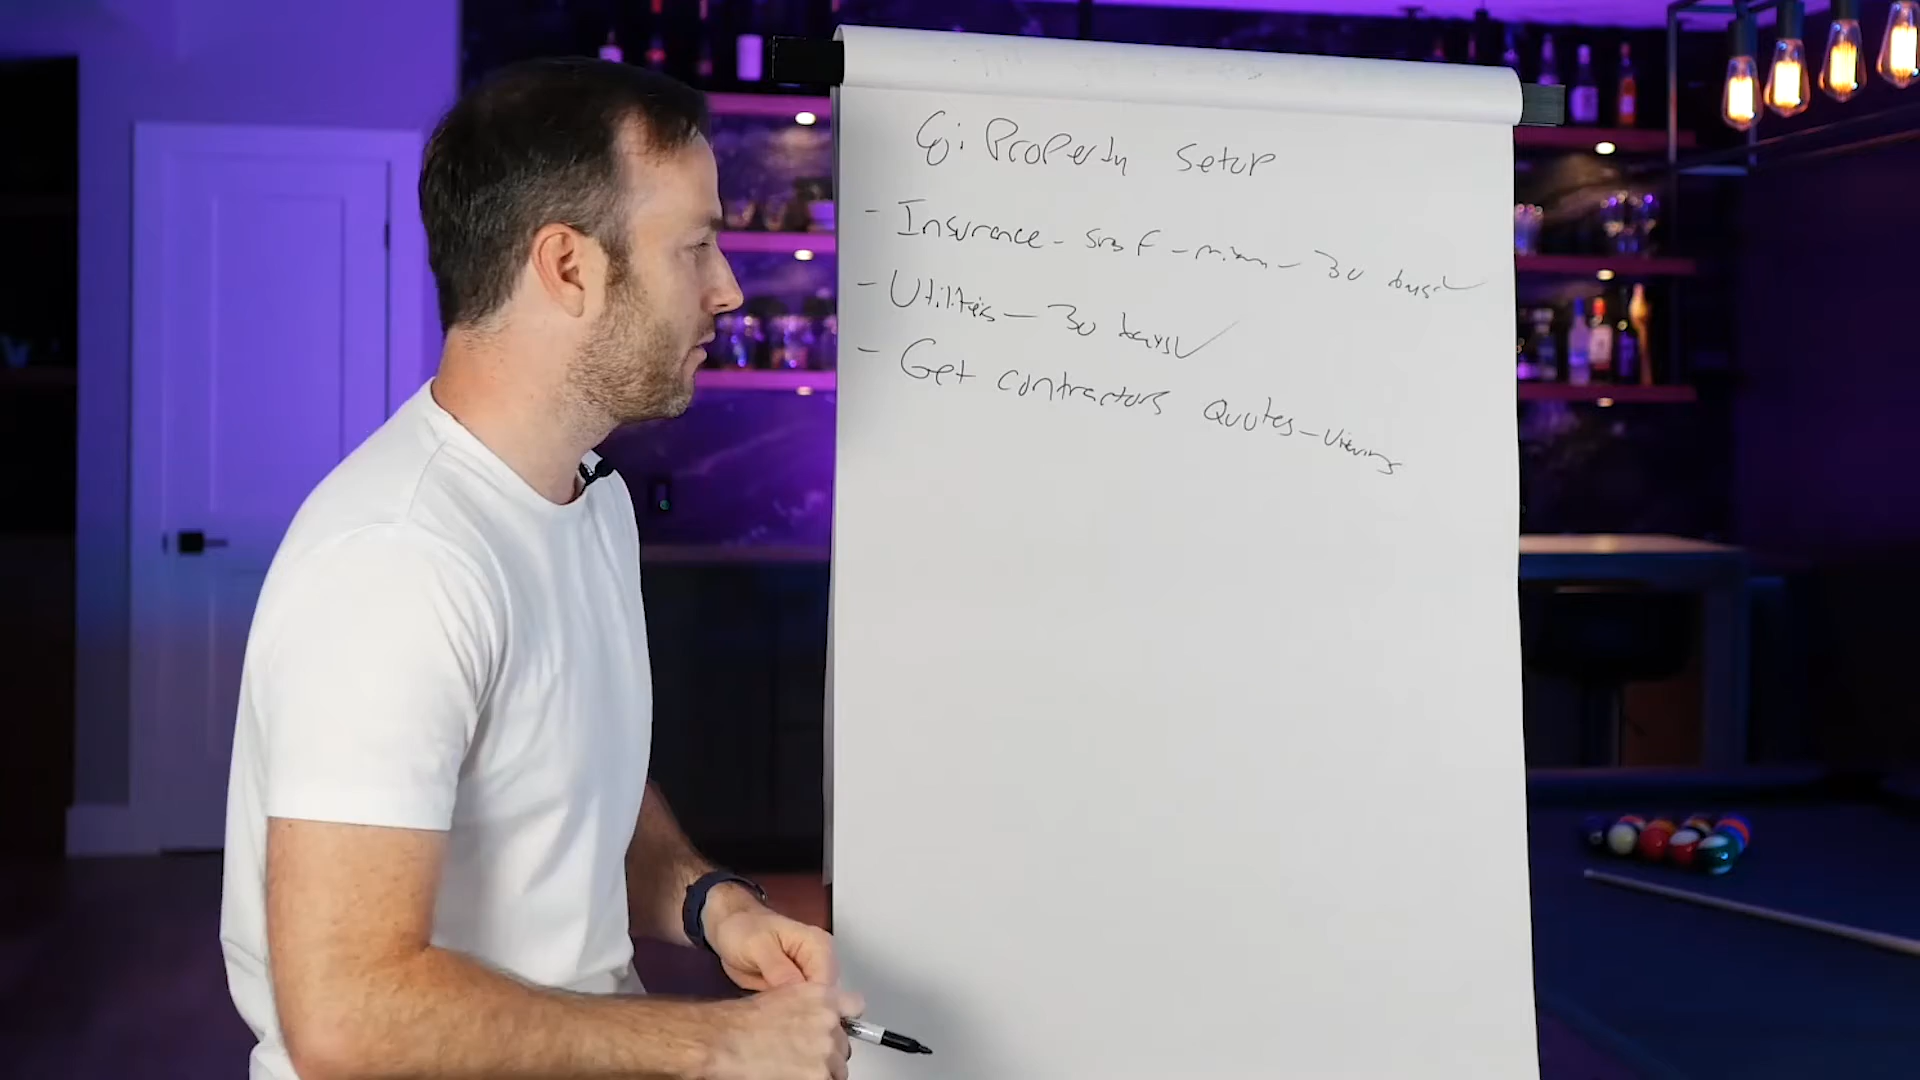 6: Property Setup
- Insurance - - 30 days
- Utilities - 30 days
- Get contractors Quotes - Viewing